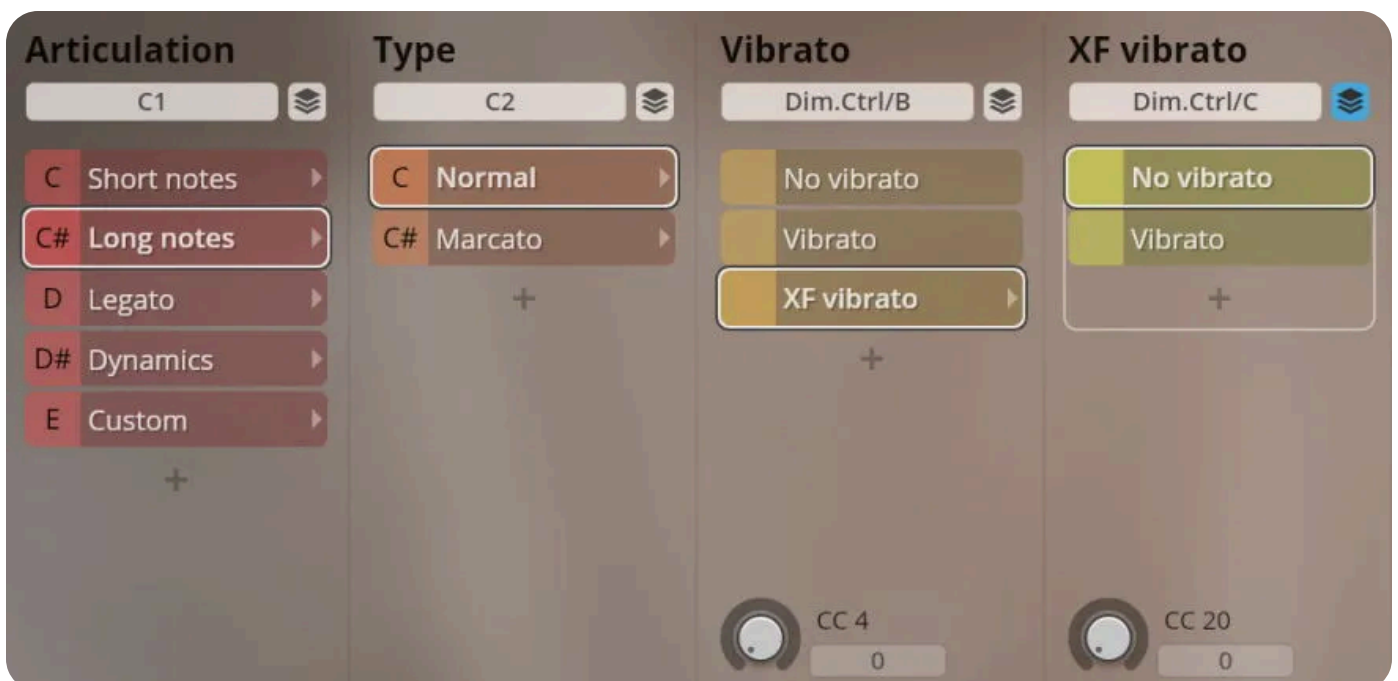 Articulation
C1
C Short notes
C# Long notes
D Legato
D# Dynamics
E Custom
+
Type
C2
C Normal
C# Marcato
+
Vibrato
Dim.Ctrl/B
No vibrato
Vibrato
XF vibrato
+
CC 4
0
XF vibrato
Dim.Ctrl/C
No vibrato
Vibrato
+
CC 20
0